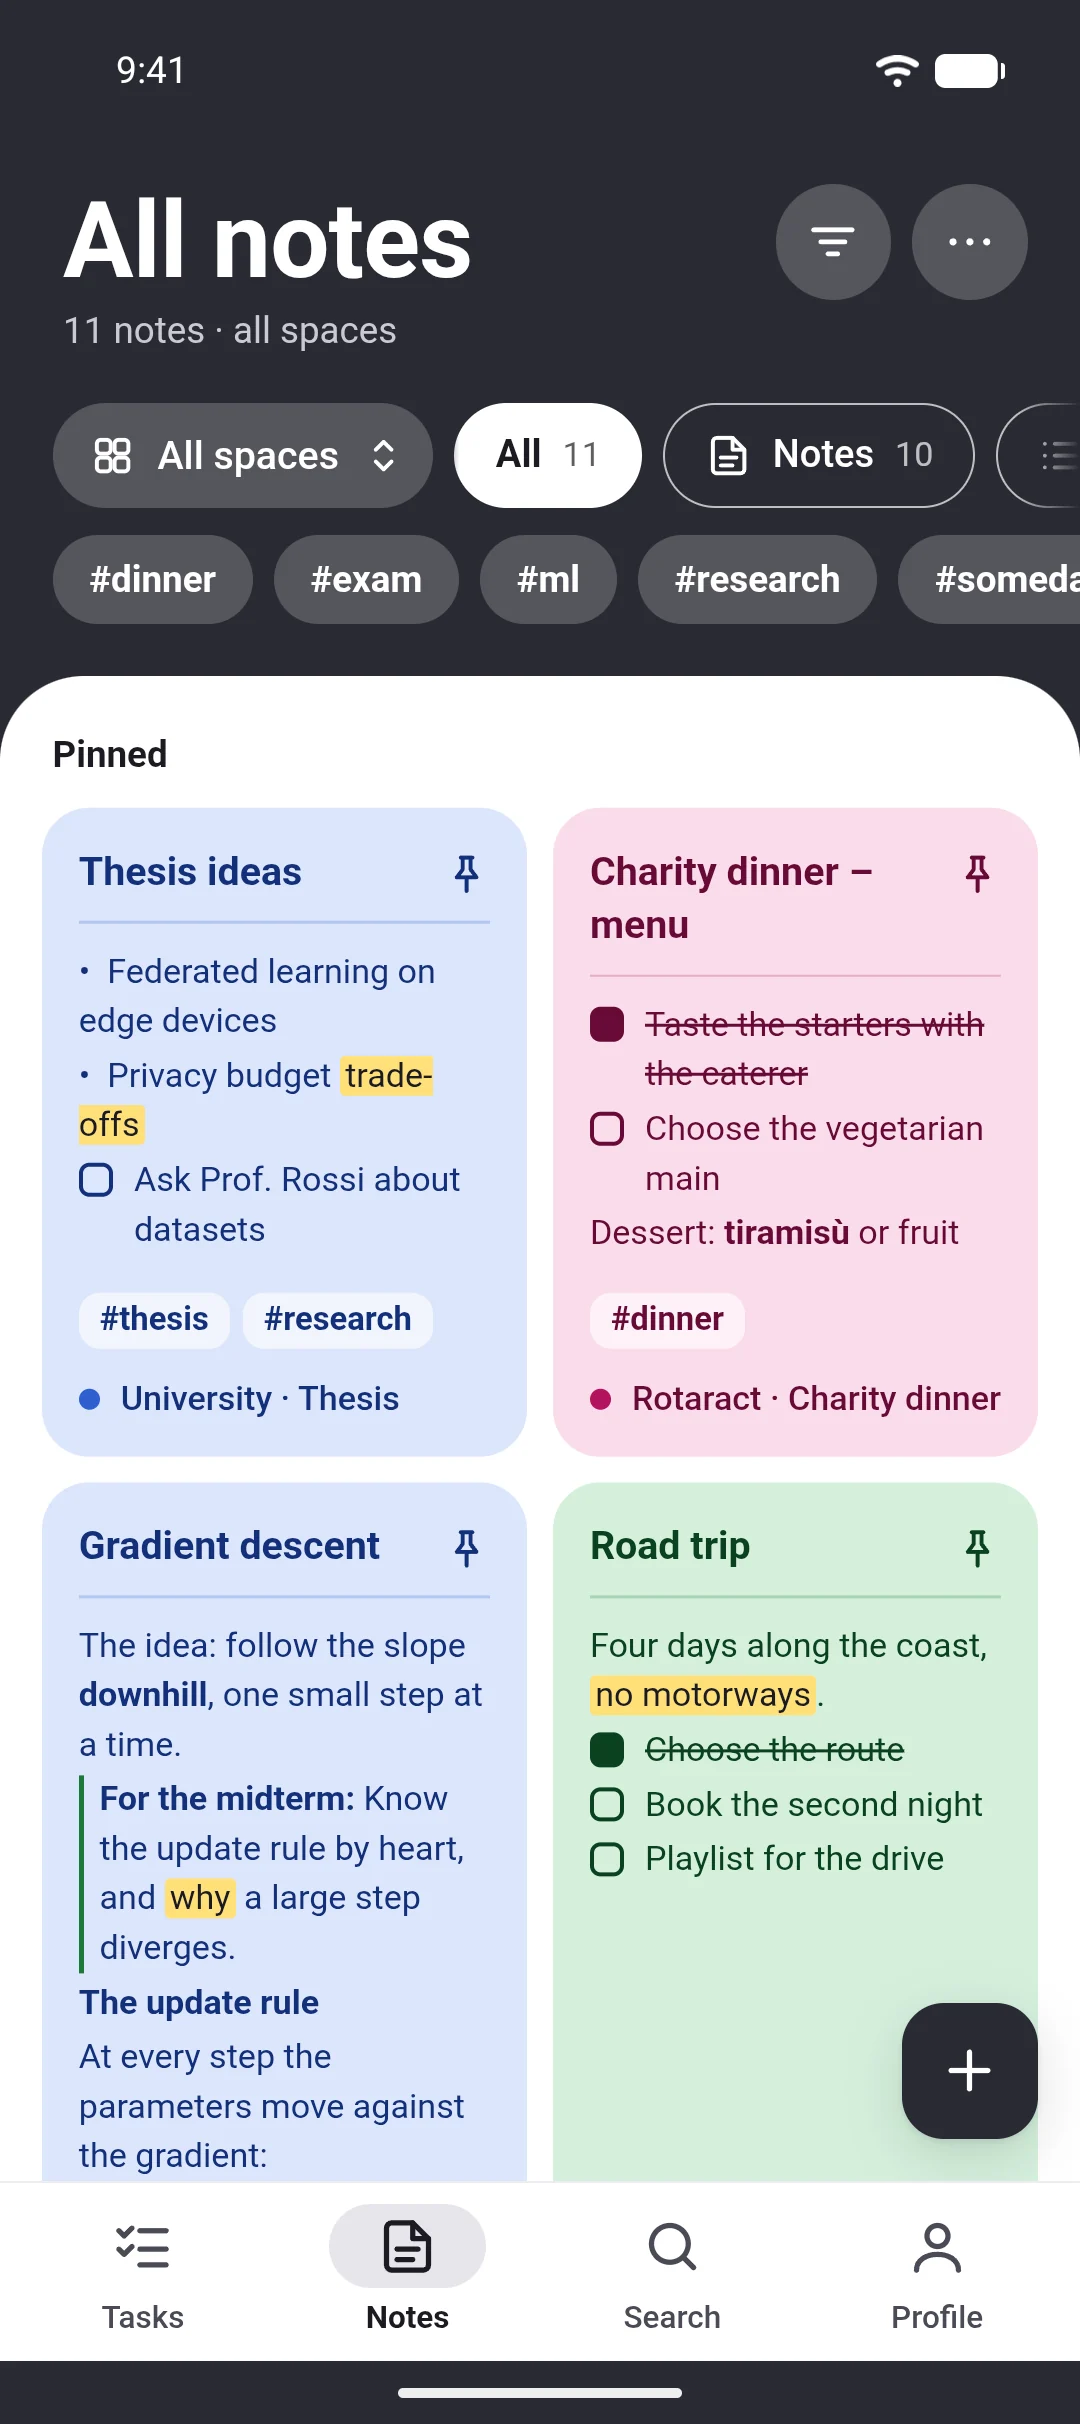 9:41
All notes
11 notes · all spaces
All spaces
All 11
Notes 10
#dinner
#exam
#ml
#research
Pinned
Thesis ideas
• Federated learning on
edge devices
• Privacy budget trade-
offs
Ask Prof. Rossi about
datasets
#thesis
#research
University · Thesis
Charity dinner –
menu
Taste the starters with
the caterer
Choose the vegetarian
main
Dessert: tiramisù or fruit
#dinner
Rotaract · Charity dinner
Gradient descent
The idea: follow the slope
downhill, one small step at
a time.
For the midterm: Know
the update rule by heart,
and why a large step
diverges.
The update rule
At every step the
parameters move against
the gradient:
Road trip
Four days along the coast,
no motorways.
Choose the route
Book the second night
Playlist for the drive
Tasks
Notes
Search
Profile